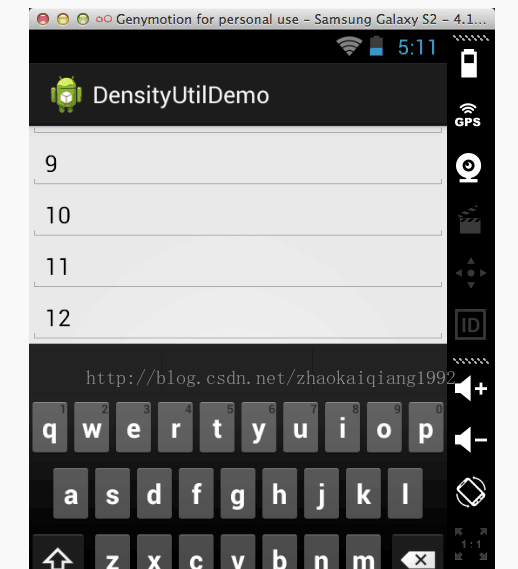 Genymotion for personal use - Samsung Galaxy S2 - 4.1...
5:11
DensityUtilDemo
GPS
9
10
11
12
ID
http://blog.csdn.net/zhaokaiqiang1992
1 2 3 4 5 6 7 8 9 0
q w e r t y u i o p
a s d f g h j k l
1:1
z x c v b n m